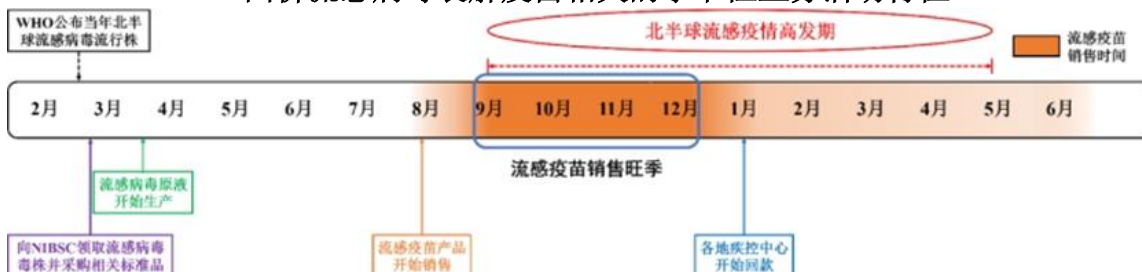 WHO公布当年北半
球流感病毒流行株
北半球流感疫情高发期
流感疫苗
销售时间
2月 3月 4月 5月 6月 7月 8月 9月 10月 11月 12月 1月 2月 3月 4月 5月 6月
流感疫苗销售旺季
流感病毒原液
开始生产
向NIBSC领取流感病毒
毒株并采购相关标准品
流感疫苗产品
开始销售
各地疾控中心
开始回款